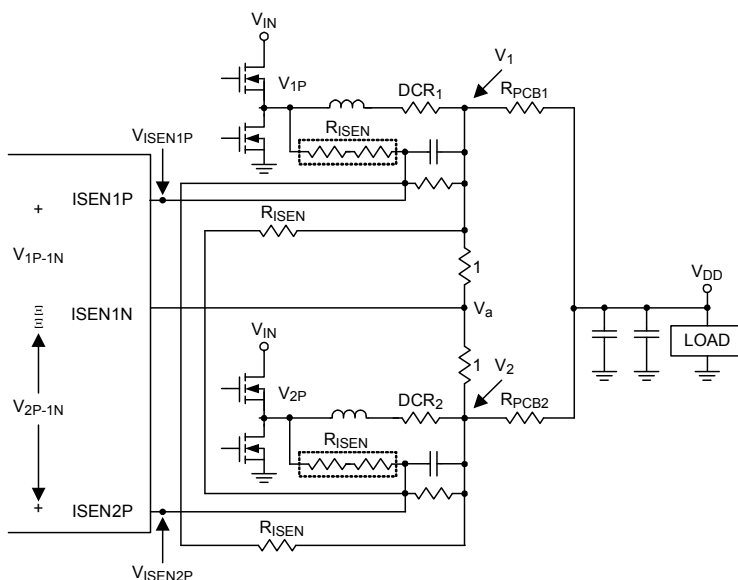 VIN
V1
V1P
DCR1
RPCB1
RISEN
VISEN1P
ISEN1P
+
RISEN
V1P-1N
1
VDD
ISEN1N
Va
LOAD
VIN
1
V2
V2P
DCR2
RPCB2
V2P-1N
RISEN
+
ISEN2P
RISEN
VISEN2P